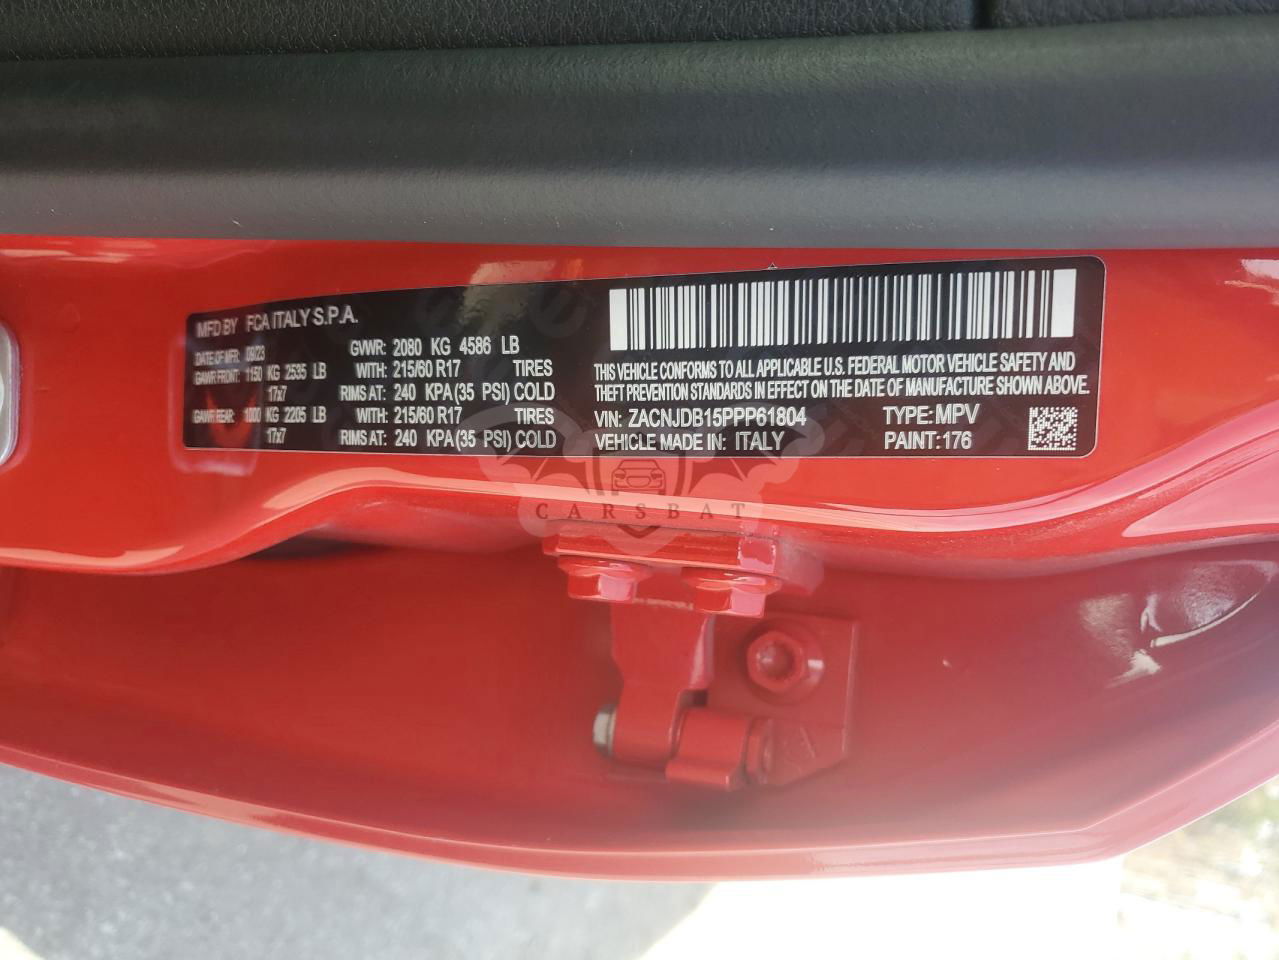 MFD BY FCA ITALY S.P.A.
DATE OF MFR: 09/23 GVWR: 2080 KG 4586 LB
GAWR FRONT: 1150 KG 2535 LB WITH: 215/60 R17 TIRES
17x7 RIMS AT: 240 KPA(35 PSI) COLD
GAWR REAR: 1000 KG 2205 LB WITH: 215/60 R17 TIRES
17x7 RIMS AT: 240 KPA(35 PSI) COLD
THIS VEHICLE CONFORMS TO ALL APPLICABLE U.S. FEDERAL MOTOR VEHICLE SAFETY AND
THEFT PREVENTION STANDARDS IN EFFECT ON THE DATE OF MANUFACTURE SHOWN ABOVE.
VIN: ZACNJDB15PPP61804 TYPE: MPV
VEHICLE MADE IN: ITALY PAINT: 176
CARSBAT